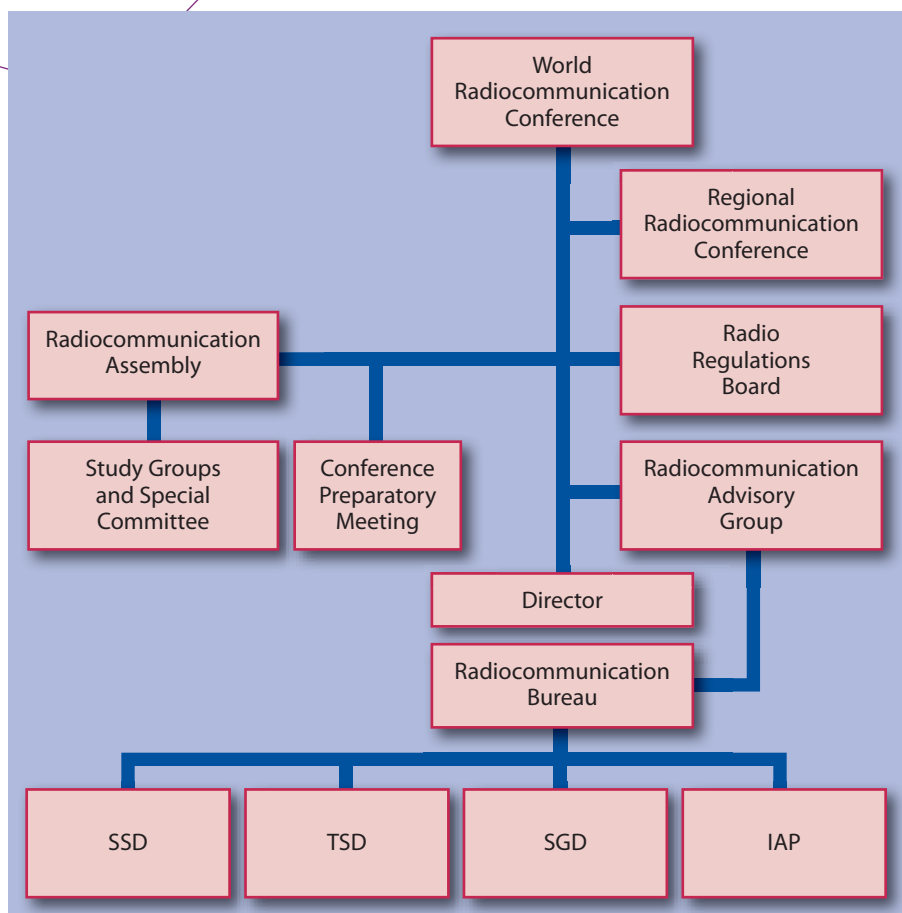 World
Radiocommunication
Conference
Regional
Radiocommunication
Conference
Radiocommunication
Assembly
Radio
Regulations
Board
Study Groups
and Special
Committee
Conference
Preparatory
Meeting
Radiocommunication
Advisory
Group
Director
Radiocommunication
Bureau
SSD
TSD
SGD
IAP